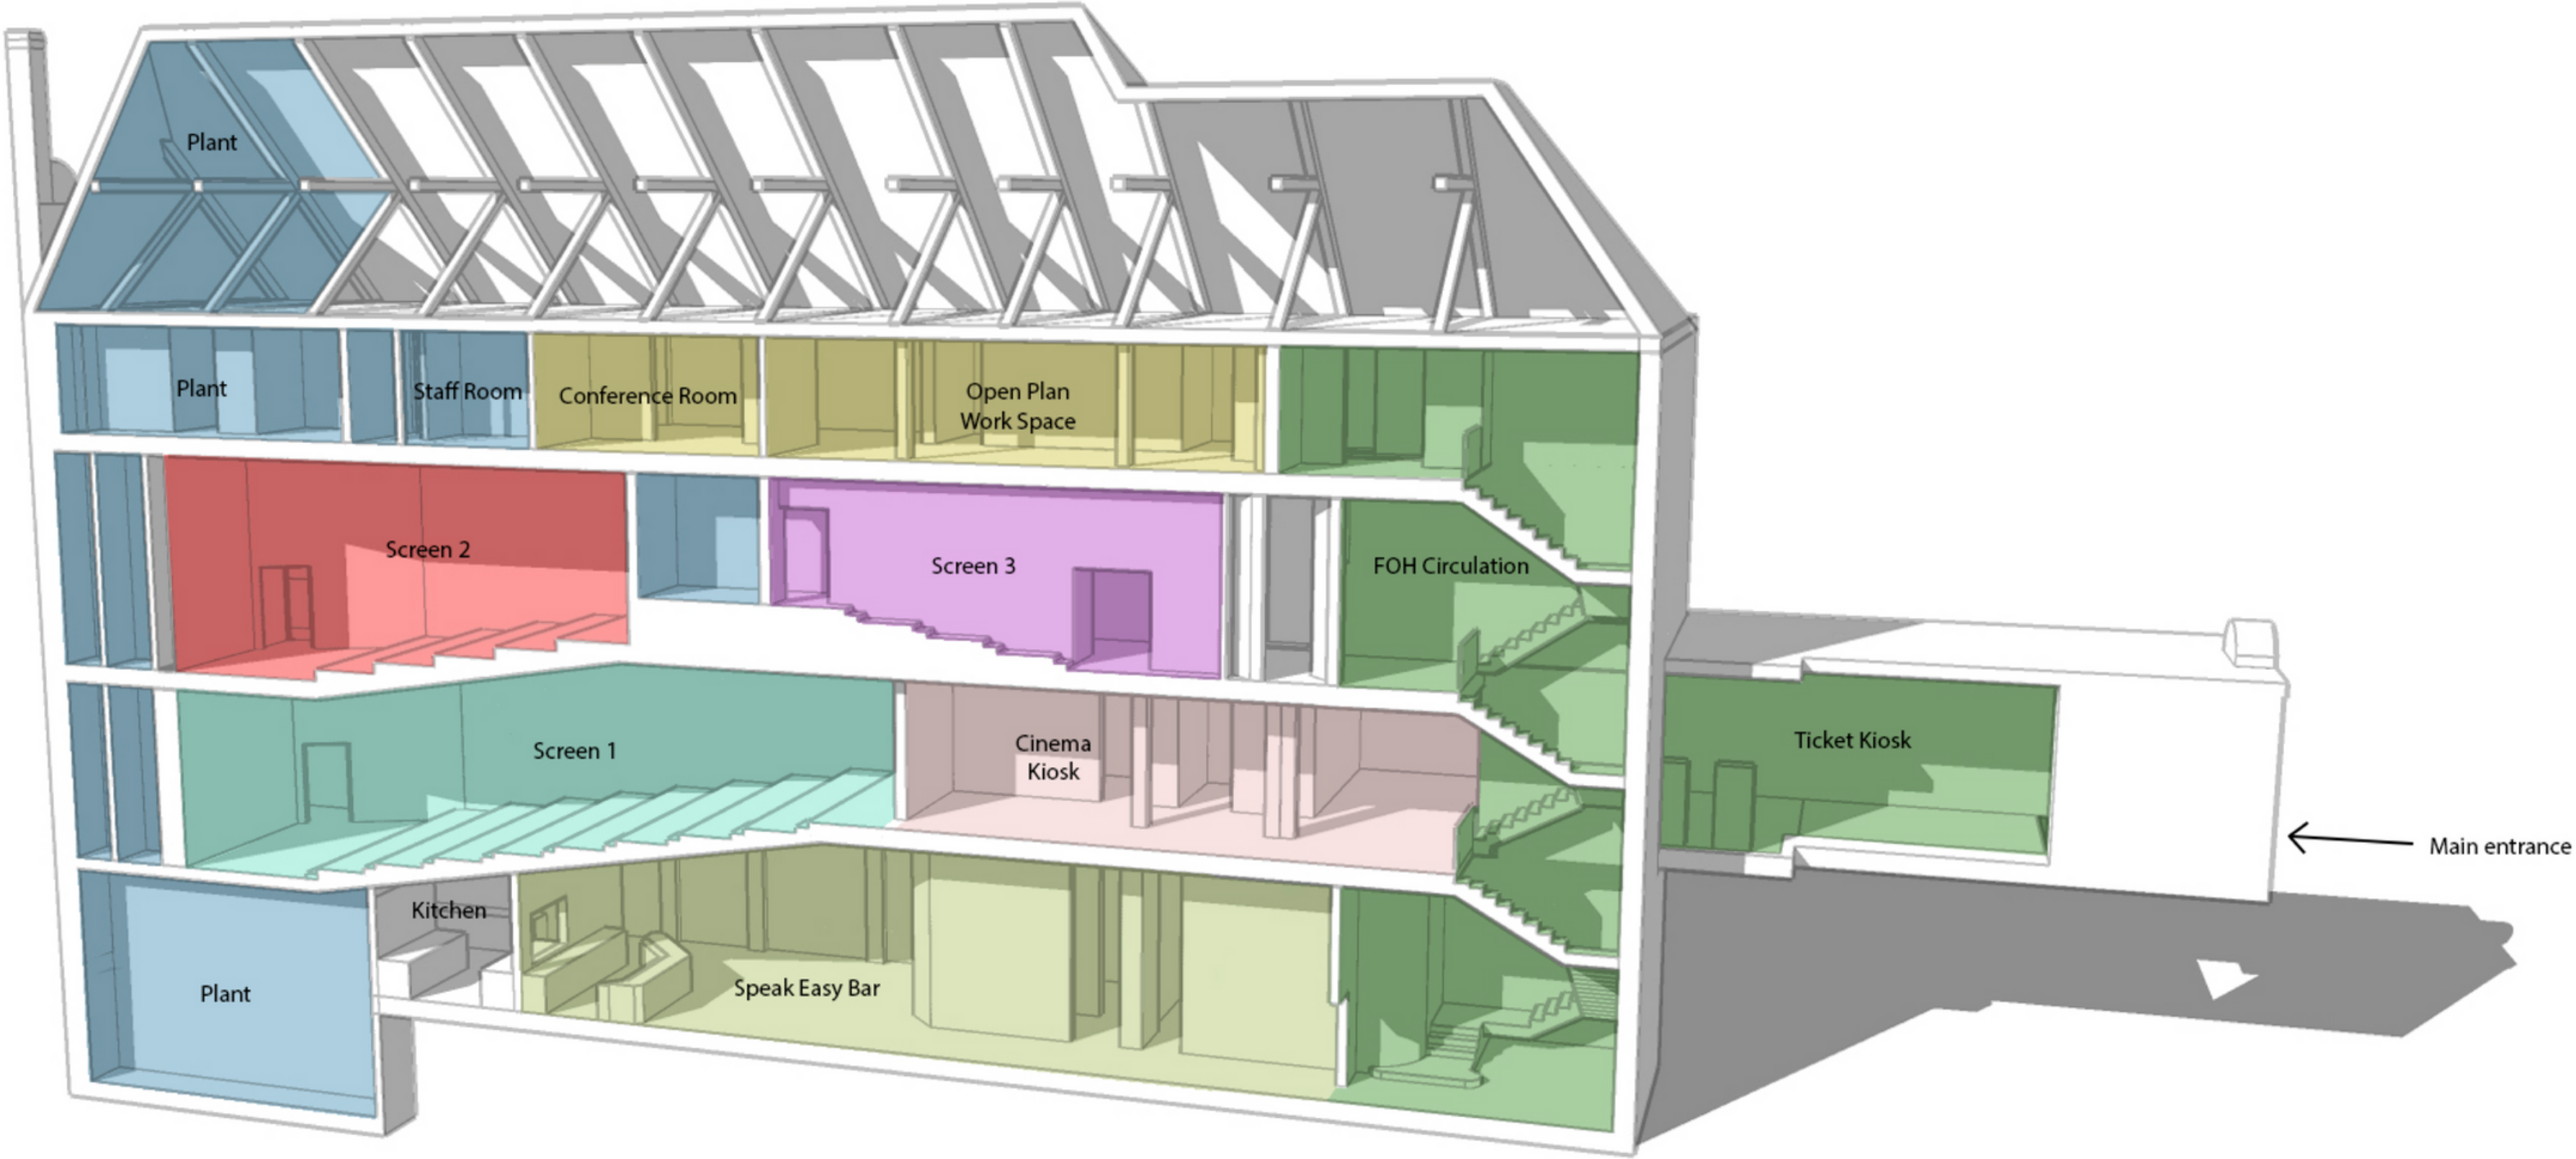 Plant
Plant
Staff Room
Conference Room
Open Plan
Work Space
Screen 2
Screen 3
FOH Circulation
Screen 1
Cinema
Kiosk
Ticket Kiosk
Main entrance
Kitchen
Plant
Speak Easy Bar